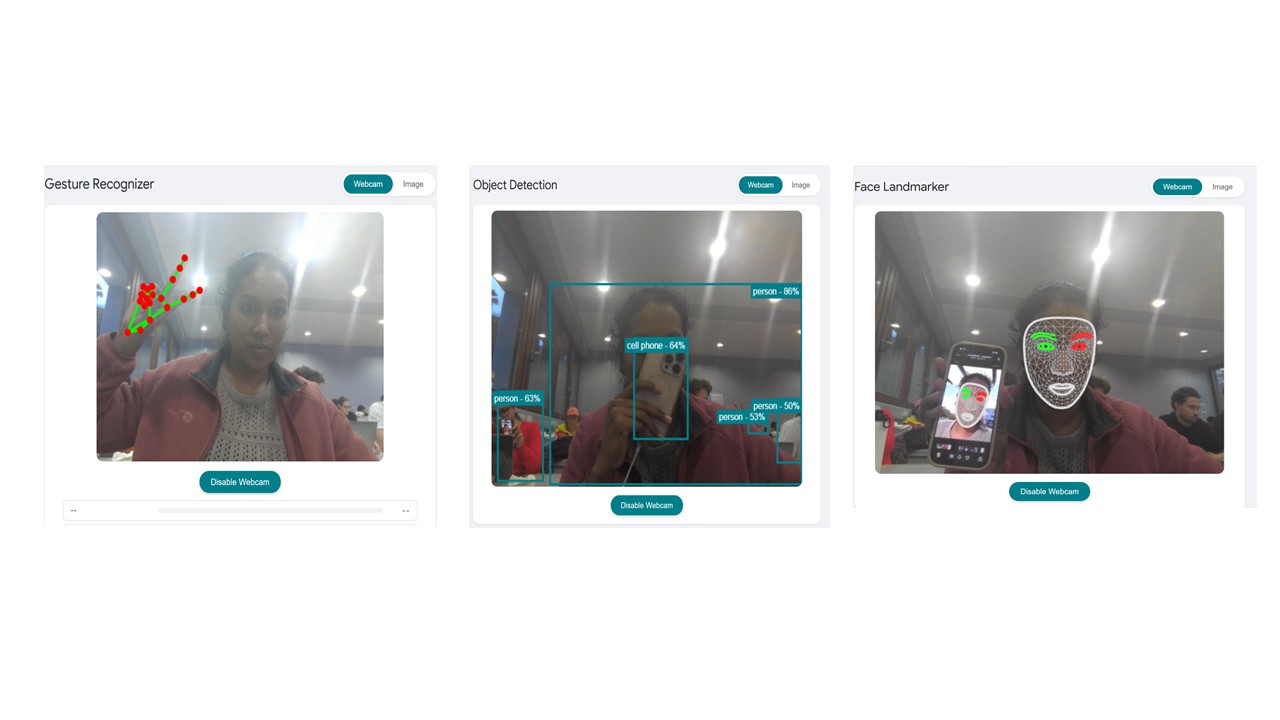 Gesture Recognizer
Webcam
Image
Disable Webcam
--
--
Object Detection
Webcam
Image
person - 86%
cell phone - 64%
person - 63%
person - 50%
person - 53%
Disable Webcam
Face Landmarker
Webcam
Image
Disable Webcam